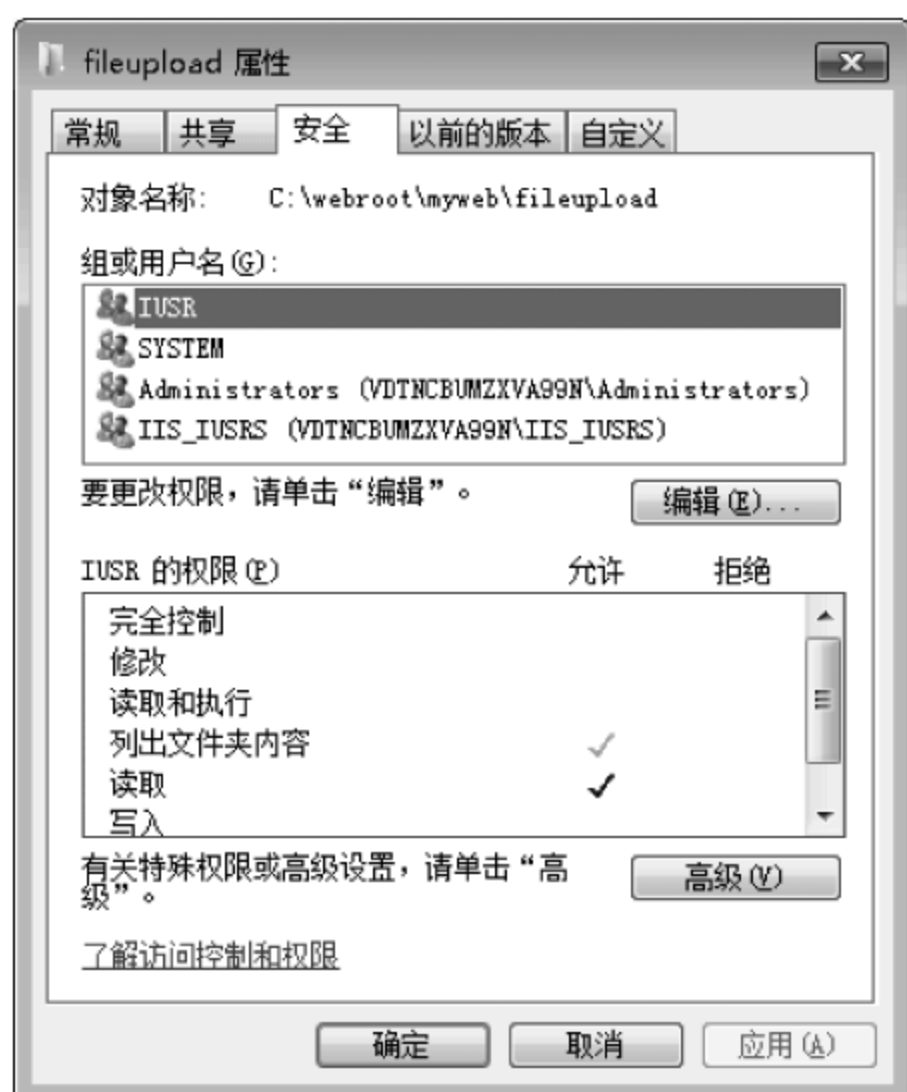 fileupload 属性
常规 共享 安全 以前的版本 自定义
对象名称: C:\webroot\myweb\fileupload
组或用户名(G):
IUSR
SYSTEM
Administrators (VDTNCBUMZXVA99N\Administrators)
IIS_IUSRS (VDTNCBUMZXVA99N\IIS_IUSRS)
要更改权限，请单击“编辑”。 编辑(E)...
IUSR 的权限(P) 允许 拒绝
完全控制
修改
读取和执行
列出文件夹内容
读取
写入
有关特殊权限或高级设置，请单击“高
级”。 高级(V)
了解访问控制和权限
确定 取消 应用(A)